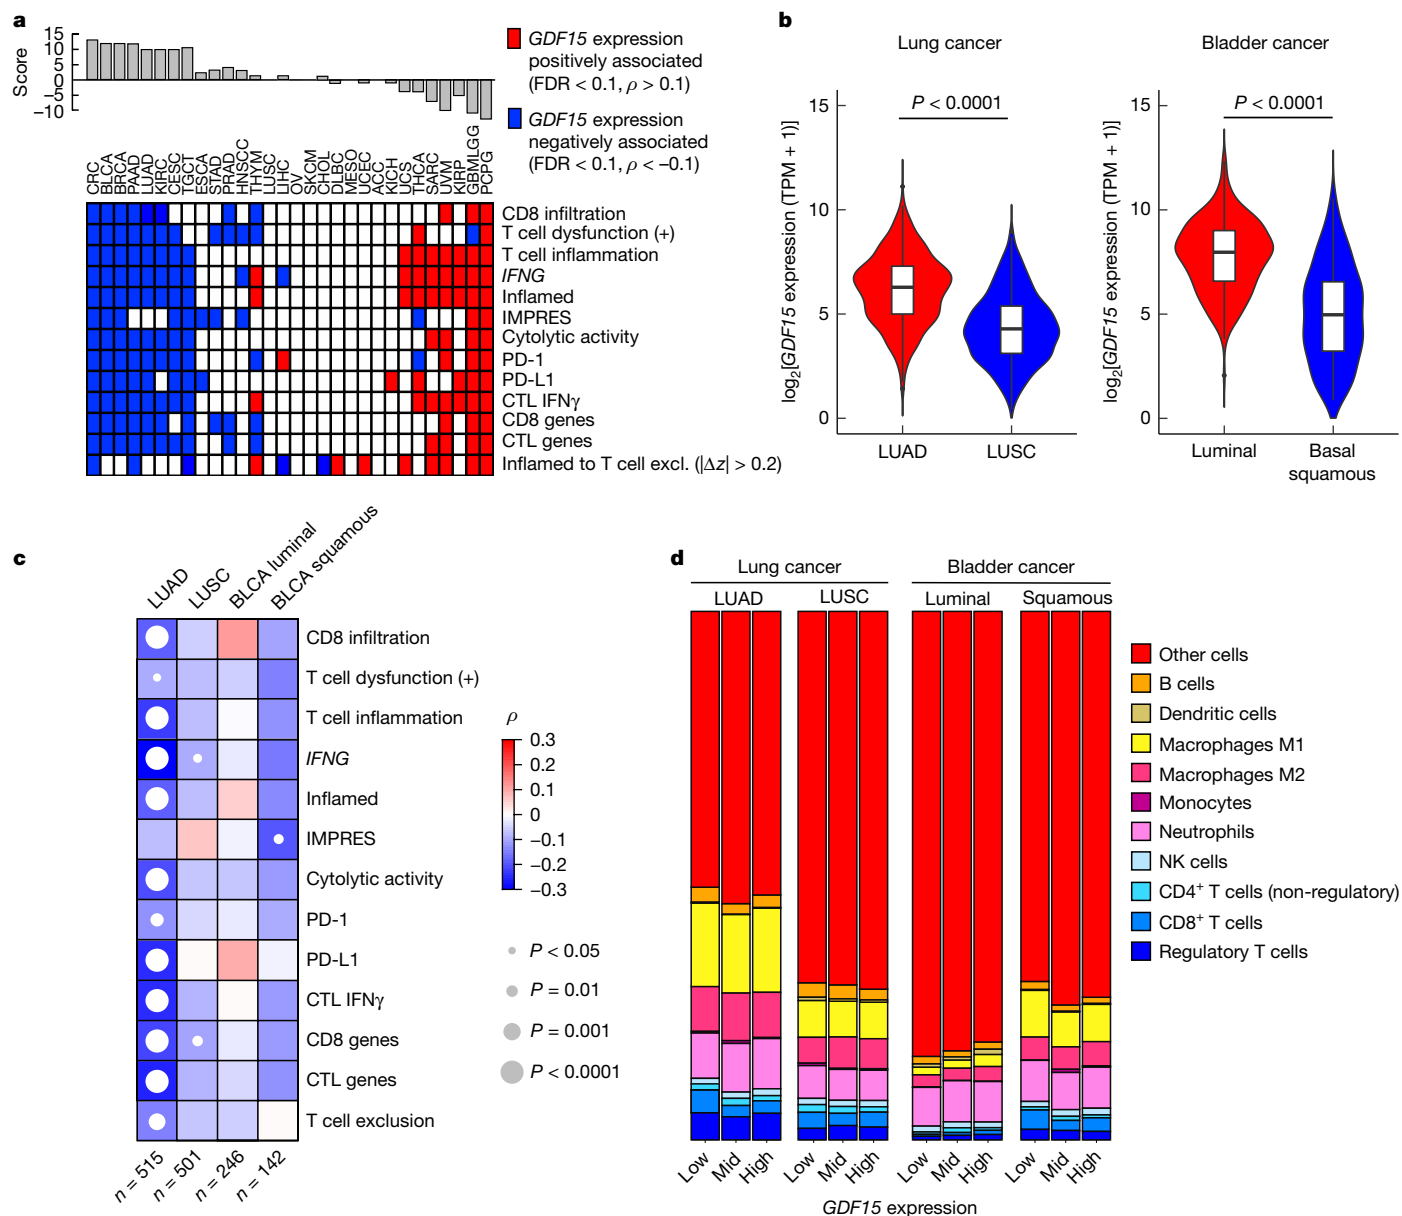 a
Score
15
10
5
0
−5
−10
GDF15 expression
positively associated
(FDR < 0.1, ρ > 0.1)
GDF15 expression
negatively associated
(FDR < 0.1, ρ < −0.1)
CRC
BLCA
BRCA
PAAD
LUAD
KIRC
CESC
TGCT
ESCA
STAD
PRAD
HNSCC
THYM
LUSC
LIHC
OV
SKCM
CHOL
DLBC
MESO
UCEC
ACC
KICH
UCS
THCA
SARC
UVM
KIRP
GBMLGG
PCPG
CD8 infiltration
T cell dysfunction (+)
T cell inflammation
IFNG
Inflamed
IMPRES
Cytolytic activity
PD-1
PD-L1
CTL IFNγ
CD8 genes
CTL genes
Inflamed to T cell excl. (|Δz| > 0.2)
b
Lung cancer
P < 0.0001
log2[GDF15 expression (TPM + 1)]
15
10
5
0
LUAD
LUSC
Bladder cancer
P < 0.0001
log2[GDF15 expression (TPM + 1)]
15
10
5
0
Luminal
Basal
squamous
c
LUAD
LUSC
BLCA luminal
BLCA squamous
CD8 infiltration
T cell dysfunction (+)
T cell inflammation
IFNG
Inflamed
IMPRES
Cytolytic activity
PD-1
PD-L1
CTL IFNγ
CD8 genes
CTL genes
T cell exclusion
n = 515
n = 501
n = 246
n = 142
ρ
0.3
0.2
0.1
0
−0.1
−0.2
−0.3
P < 0.05
P = 0.01
P = 0.001
P < 0.0001
d
Lung cancer
Bladder cancer
LUAD
LUSC
Luminal
Squamous
Low
Mid
High
Low
Mid
High
Low
Mid
High
Low
Mid
High
GDF15 expression
Other cells
B cells
Dendritic cells
Macrophages M1
Macrophages M2
Monocytes
Neutrophils
NK cells
CD4+ T cells (non-regulatory)
CD8+ T cells
Regulatory T cells